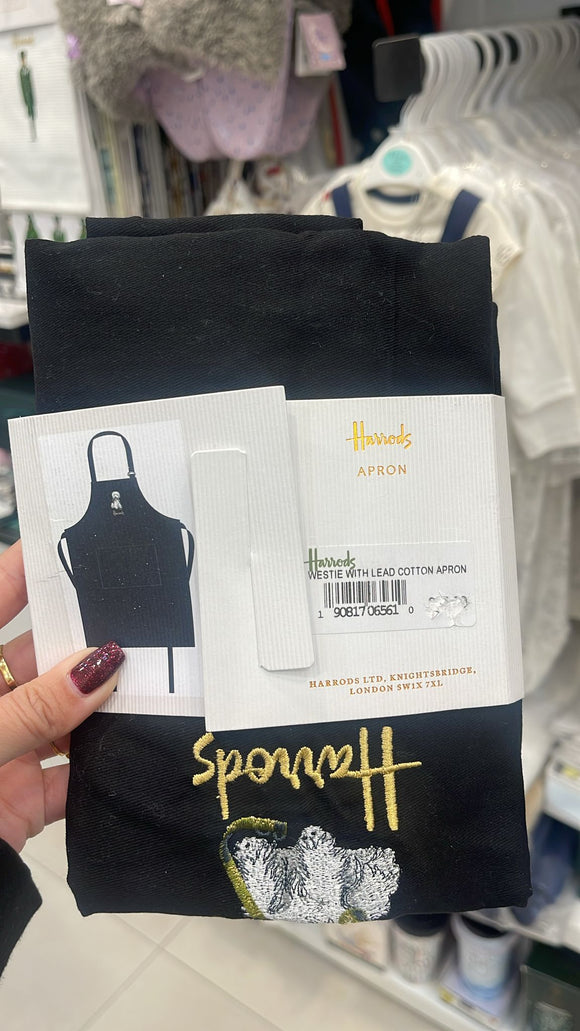 Harrods
APRON
Harrods
WESTIE WITH LEAD COTTON APRON
1 90817 06561 0
HARRODS LTD, KNIGHTSBRIDGE,
LONDON SW1X 7XL
Harrods